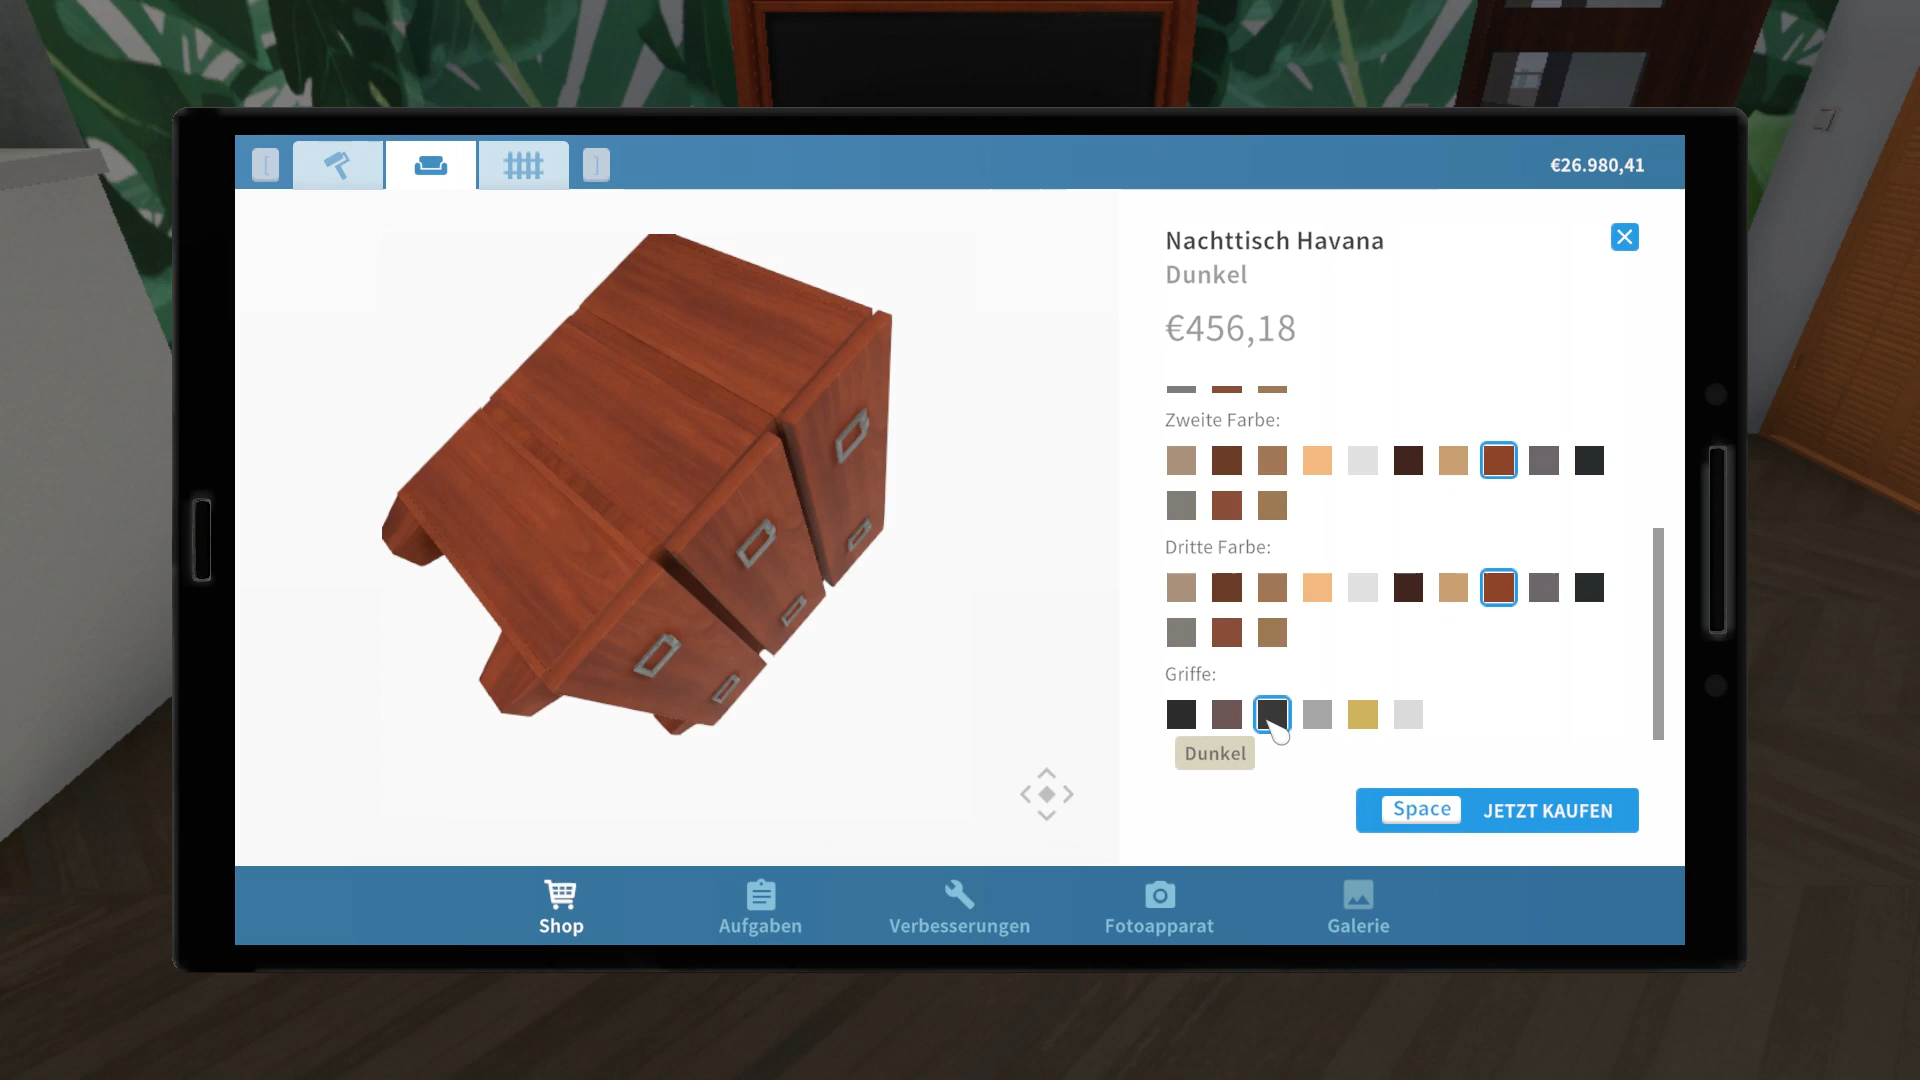 [
]
€26.980,41
Nachttisch Havana
Dunkel
€456,18
Zweite Farbe:
Dritte Farbe:
Griffe:
Dunkel
Space JETZT KAUFEN
Shop
Aufgaben
Verbesserungen
Fotoapparat
Galerie